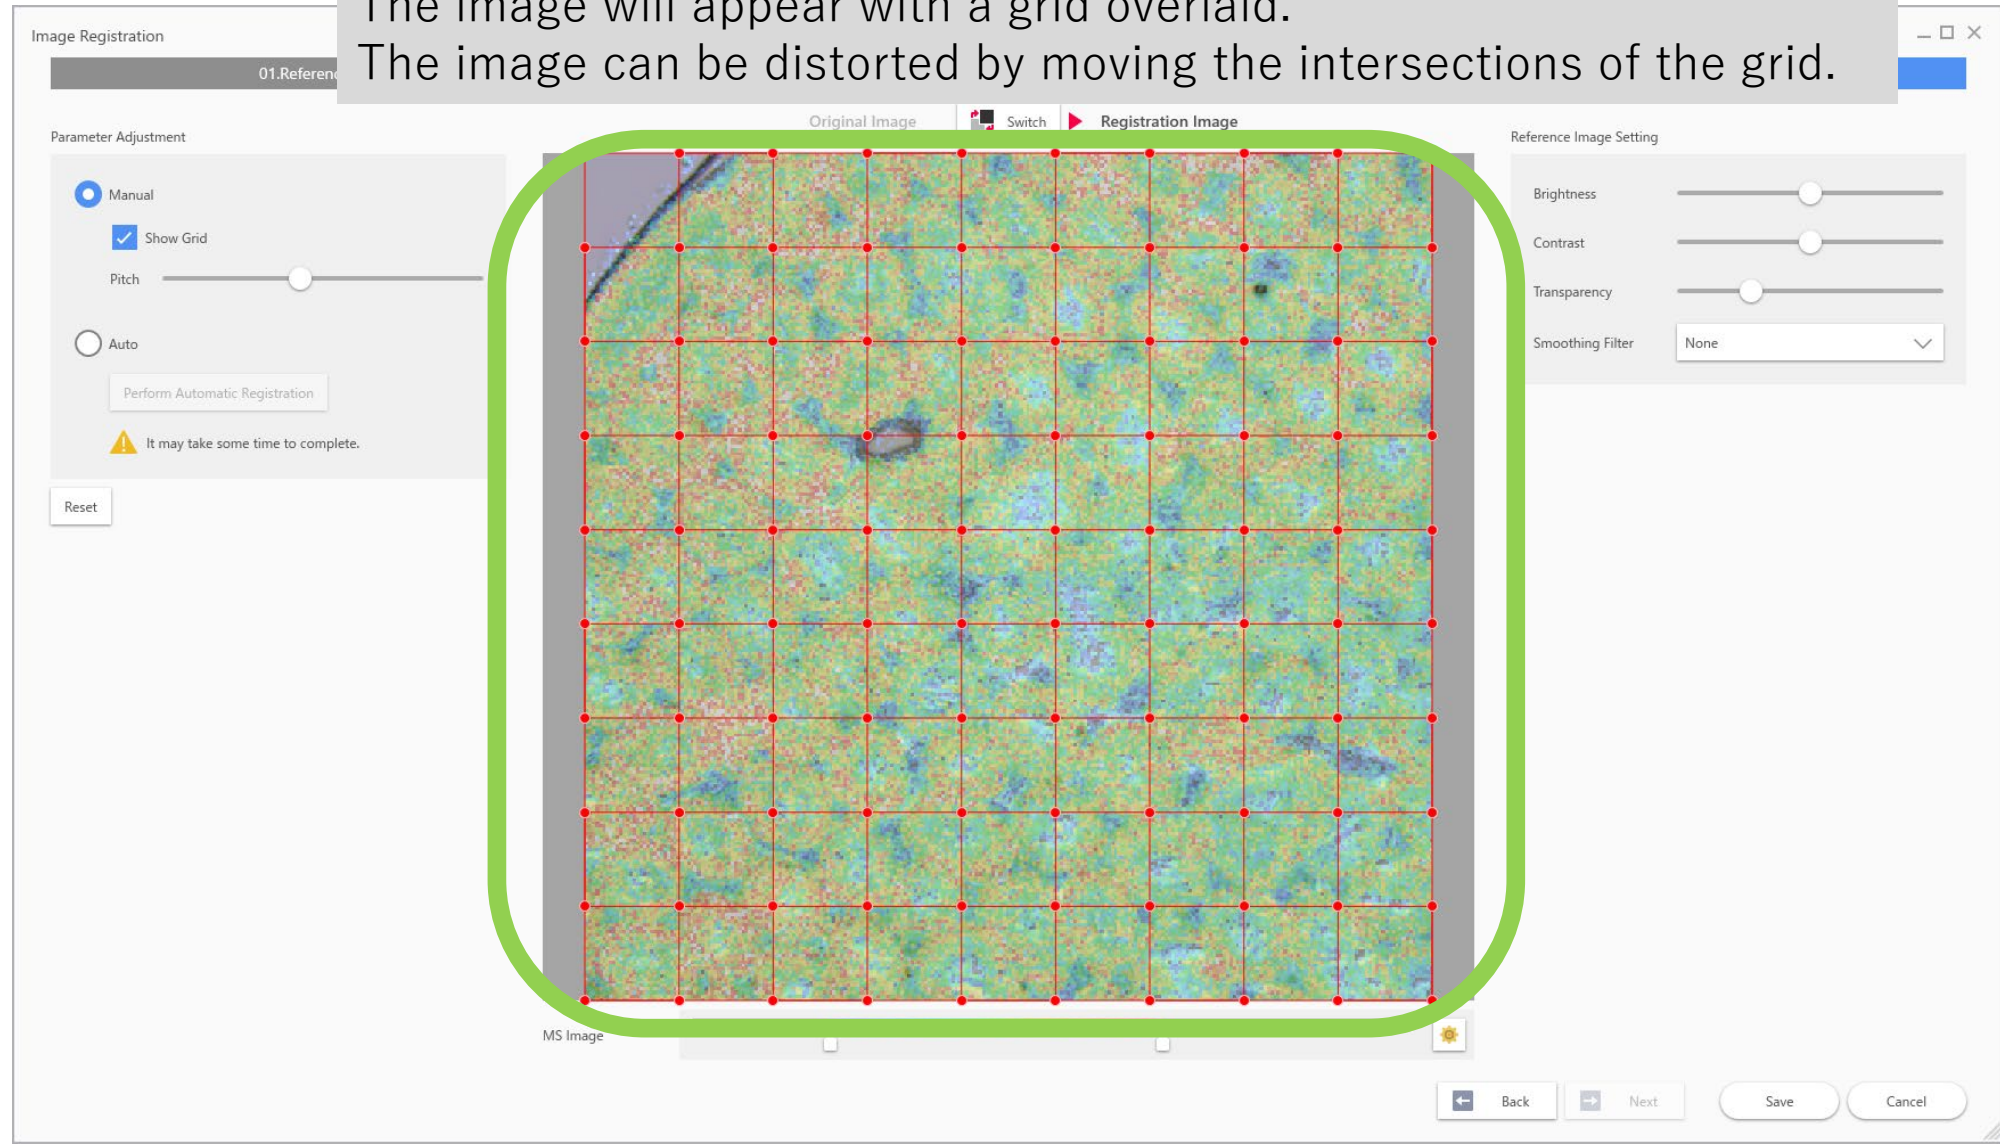 The image will appear with a grid overlaid.
The image can be distorted by moving the intersections of the grid.
Image Registration
Original Image
Switch
Registration Image
Parameter Adjustment
Manual
Show Grid
Pitch
Auto
Perform Automatic Registration
It may take some time to complete.
Reset
Reference Image Setting
Brightness
Contrast
Transparency
Smoothing Filter
None
MS Image
Back
Next
Save
Cancel